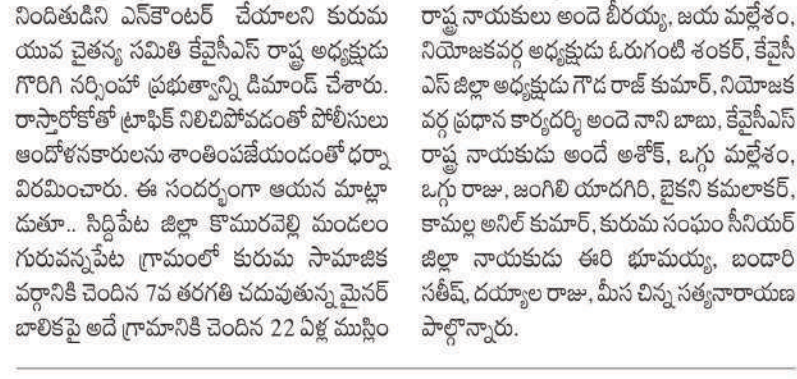 నిందితుడిని ఎన్‌కౌంటర్ చేయాలని కురుమ
యువ చైతన్య సమితి కేవైసీఎస్ రాష్ట్ర అధ్యక్షుడు
గొరిగి నర్సింహా ప్రభుత్వాన్ని డిమాండ్ చేశారు.
రాస్తారోకోతో ట్రాఫిక్ నిలిచిపోవడంతో పోలీసులు
ఆందోళనకారులను శాంతింపజేయండంతో ధర్నా
విరమించారు. ఈ సందర్భంగా ఆయన మాట్లా
డుతూ.. సిద్దిపేట జిల్లా కొమురవెల్లి మండలం
గురువన్నపేట గ్రామంలో కురుమ సామాజిక
వర్గానికి చెందిన 7వ తరగతి చదువుతున్న మైనర్
బాలికపై అదే గ్రామానికి చెందిన 22 ఏళ్ల ముస్లిం
రాష్ట్ర నాయకులు అందె బీరయ్య, జయ మల్లేశం,
నియోజకవర్గ అధ్యక్షుడు ఓరుగంటి శంకర్, కేవైసీ
ఎస్ జిల్లా అధ్యక్షుడు గౌడ రాజ్ కుమార్, నియోజక
వర్గ ప్రధాన కార్యదర్శి అందె నాని బాబు, కేవైసీఎస్
రాష్ట్ర నాయకుడు అందే అశోక్, ఒగ్గు మల్లేశం,
ఒగ్గు రాజు, జంగిలి యాదగిరి, బైకని కమలాకర్,
కామల్ల అనిల్ కుమార్, కురుమ సంఘం సీనియర్
జిల్లా నాయకుడు ఈరి భూమయ్య, బండారి
సతీష్, దయ్యాల రాజు, మీస చిన్న సత్యనారాయణ
పాల్గొన్నారు.